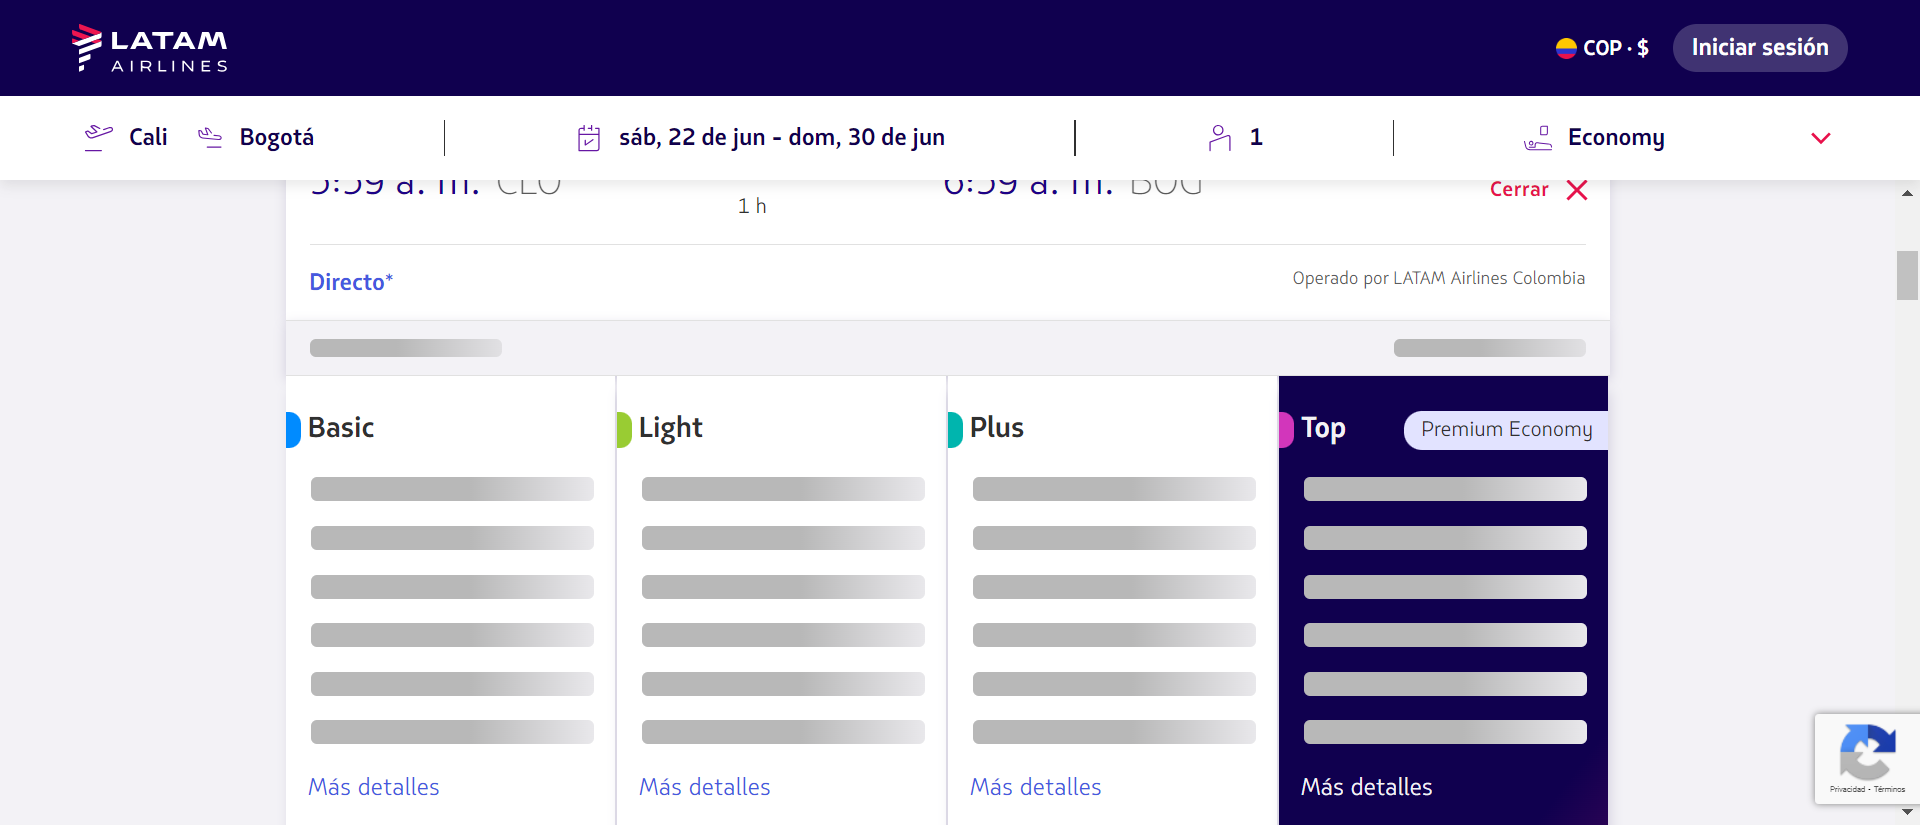 LATAM
AIRLINES
COP · $
Iniciar sesión
Cali
Bogotá
sáb, 22 de jun - dom, 30 de jun
1
Economy
5:59 a. m. CLO
1 h
6:59 a. m. BOG
Cerrar
Directo*
Operado por LATAM Airlines Colombia
Basic
Light
Plus
Top
Premium Economy
Más detalles
Más detalles
Más detalles
Más detalles
Privacidad - Términos